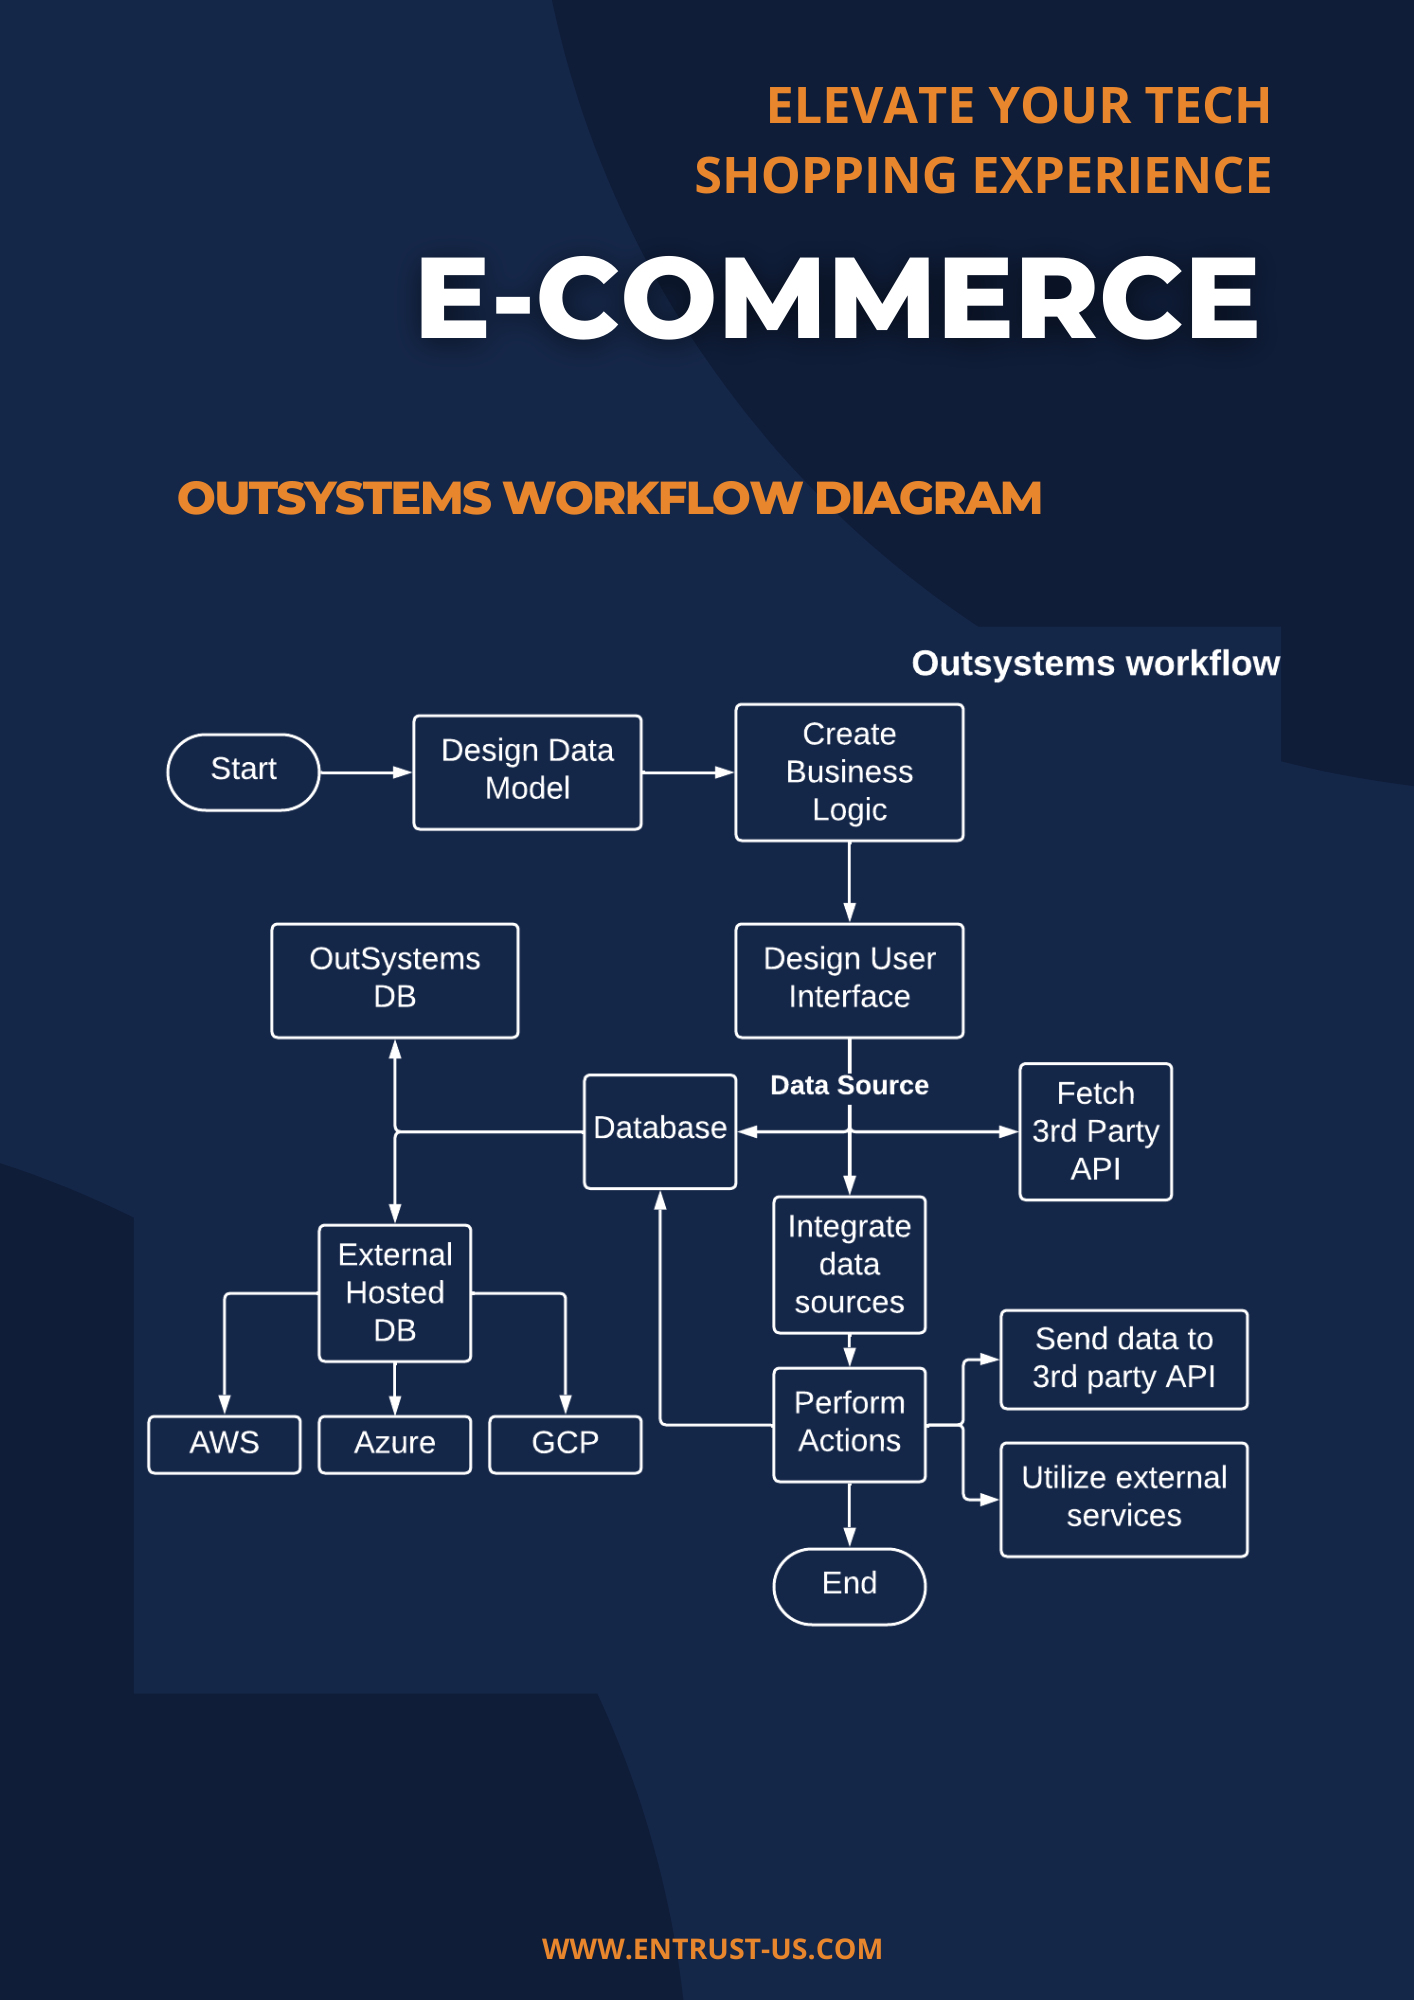 ELEVATE YOUR TECH
SHOPPING EXPERIENCE
E-COMMERCE
OUTSYSTEMS WORKFLOW DIAGRAM
Outsystems workflow
Start
Design Data
Model
Create
Business
Logic
OutSystems
DB
Design User
Interface
Data Source
Database
Fetch
3rd Party
API
External
Hosted
DB
Integrate
data
sources
AWS
Azure
GCP
Perform
Actions
Send data to
3rd party API
Utilize external
services
End
WWW.ENTRUST-US.COM